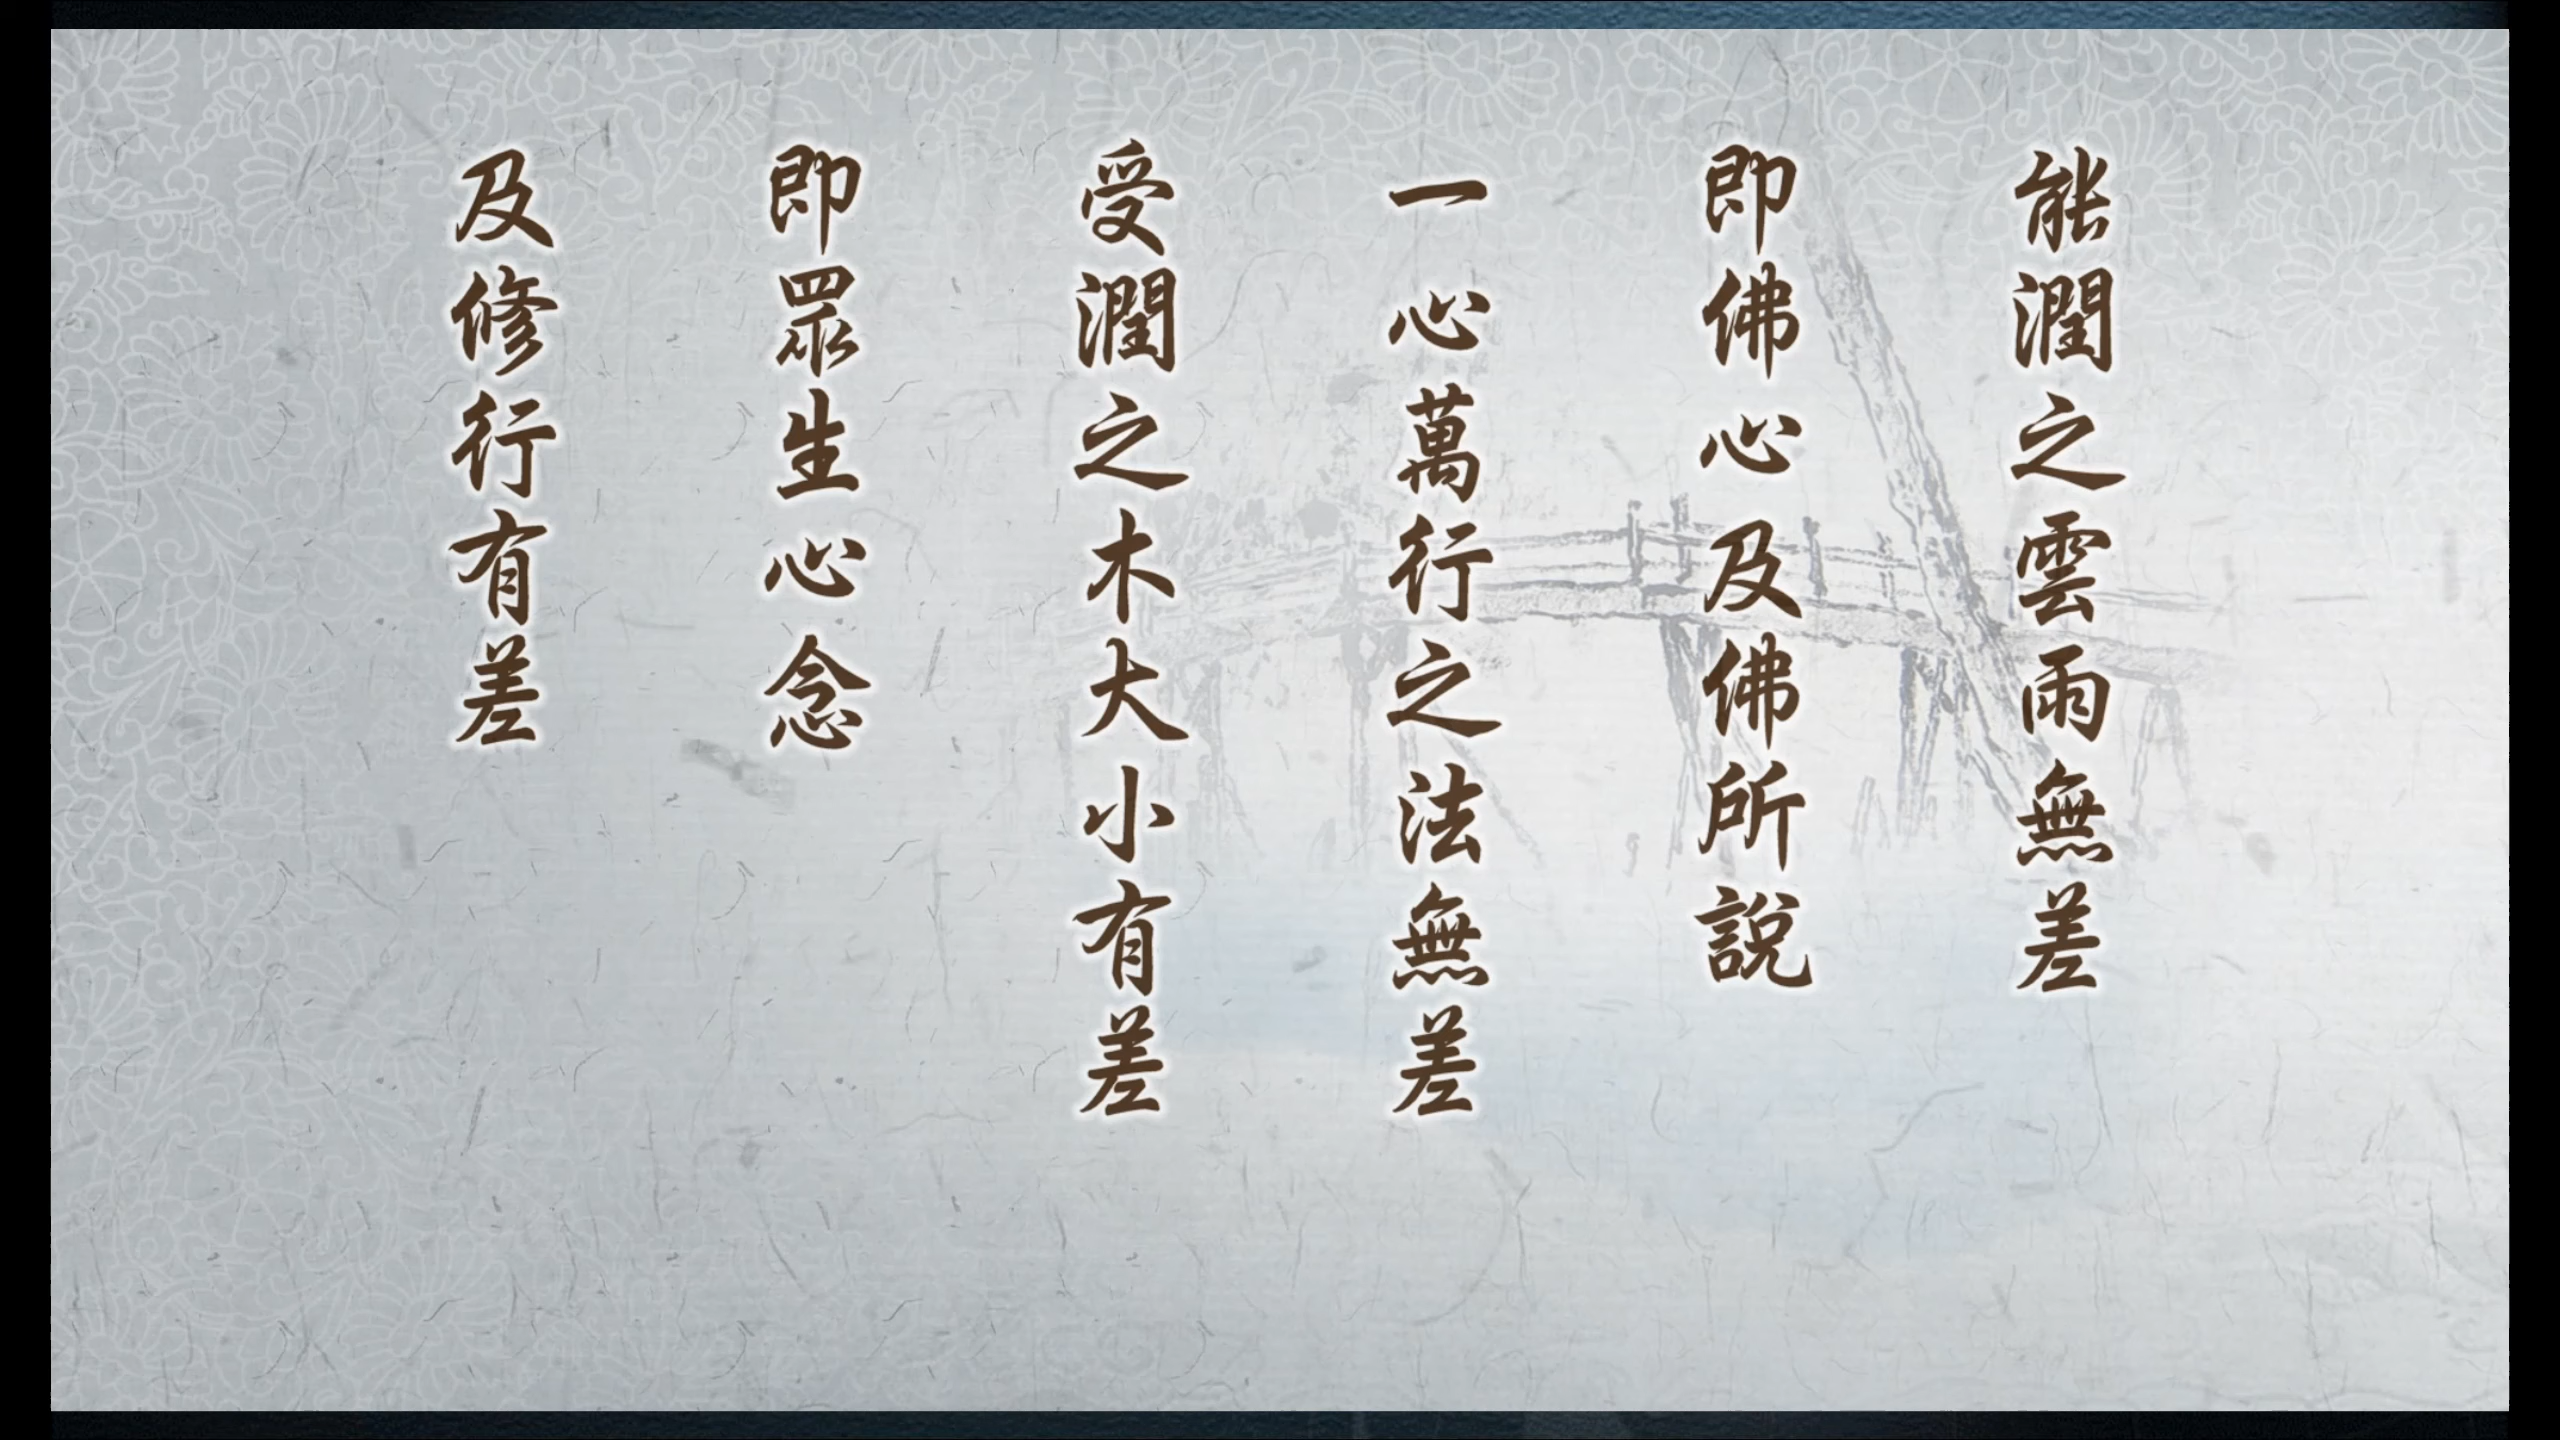 能潤之雲雨無差
即佛心及佛所說
一心萬行之法無差
受潤之木大小有差
即眾生心念
及修行有差